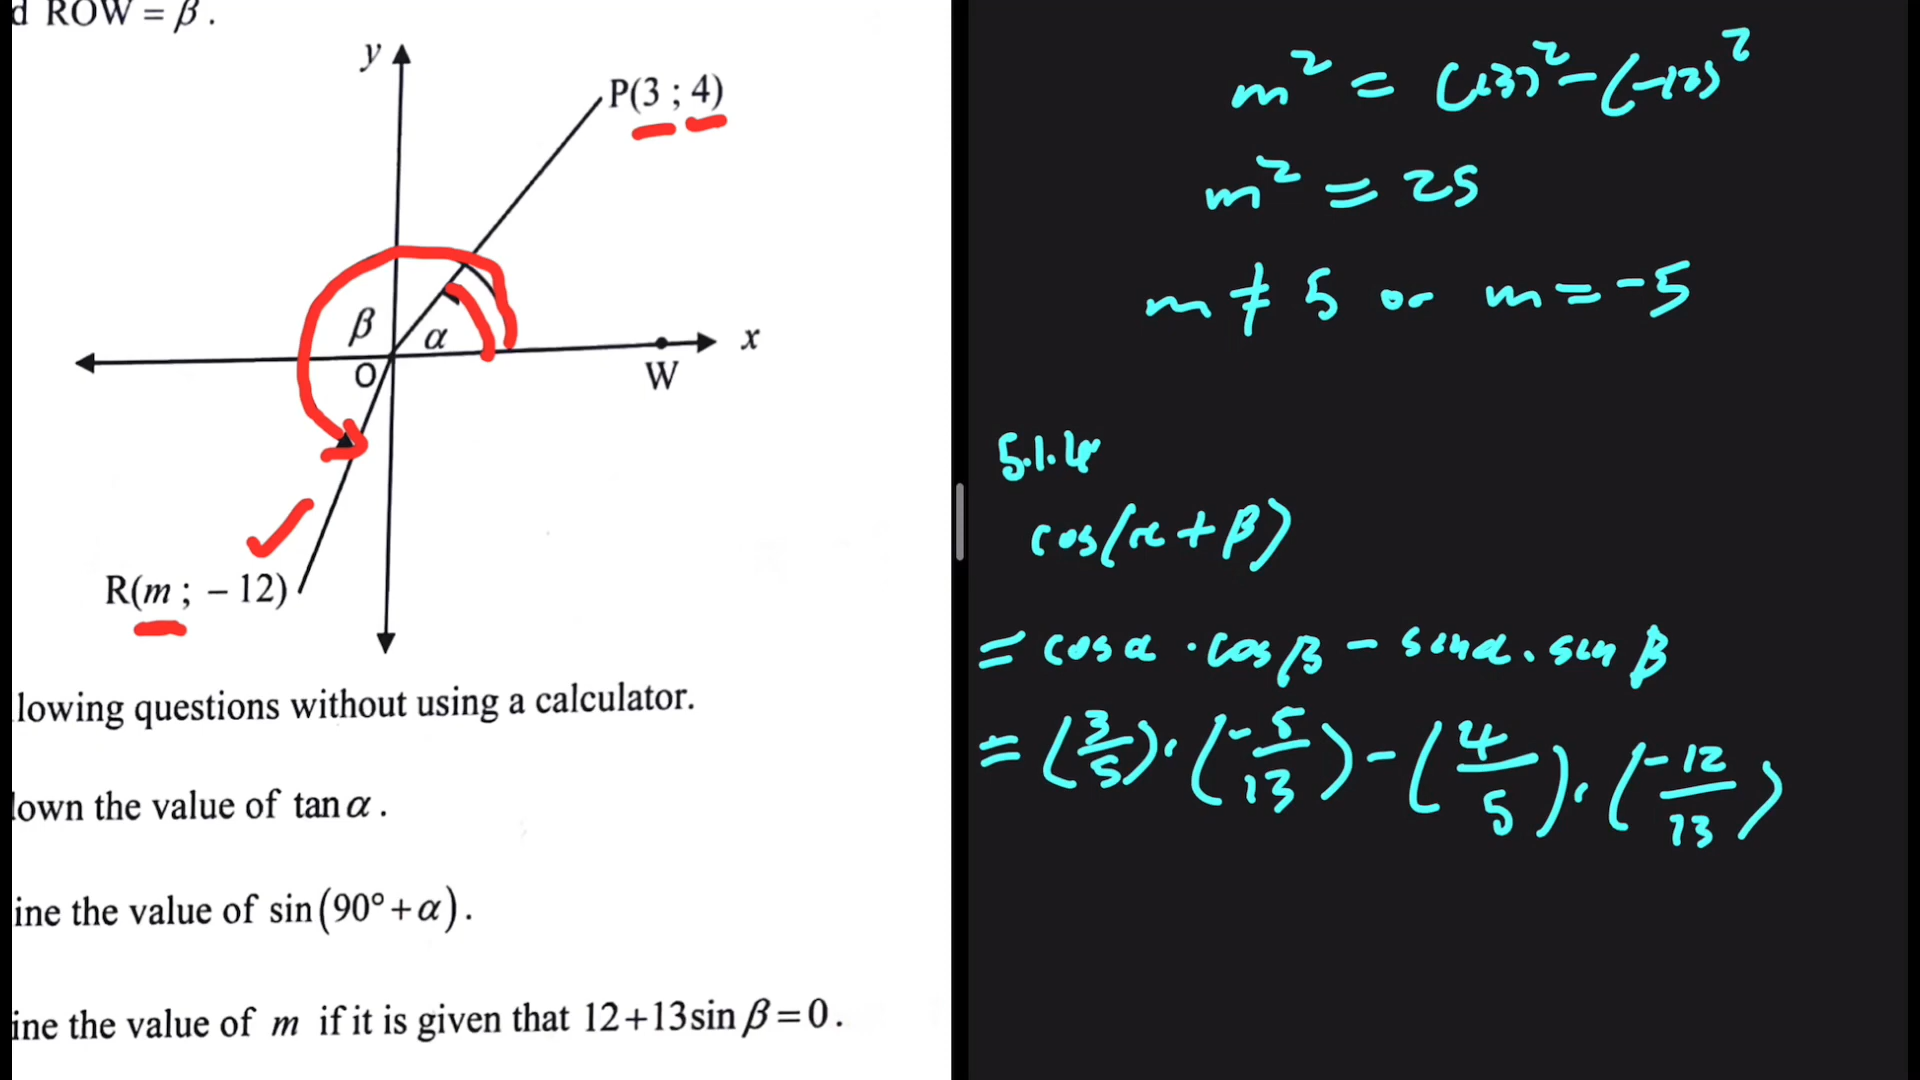 d ROW = β .
y
P(3 ; 4)
β
α
x
O
W
R(m ; − 12)
lowing questions without using a calculator.
own the value of tan α .
ine the value of sin(90° + α) .
ine the value of m if it is given that 12 + 13 sin β = 0 .
m² = (13)² − (−12)²
m² = 25
m ≠ 5 or m = −5
5.1.4
cos(α + β)
= cos α · cos β − sin α . sin β
= (3/5) · (−5/13) − (4/5) · (−12/13)